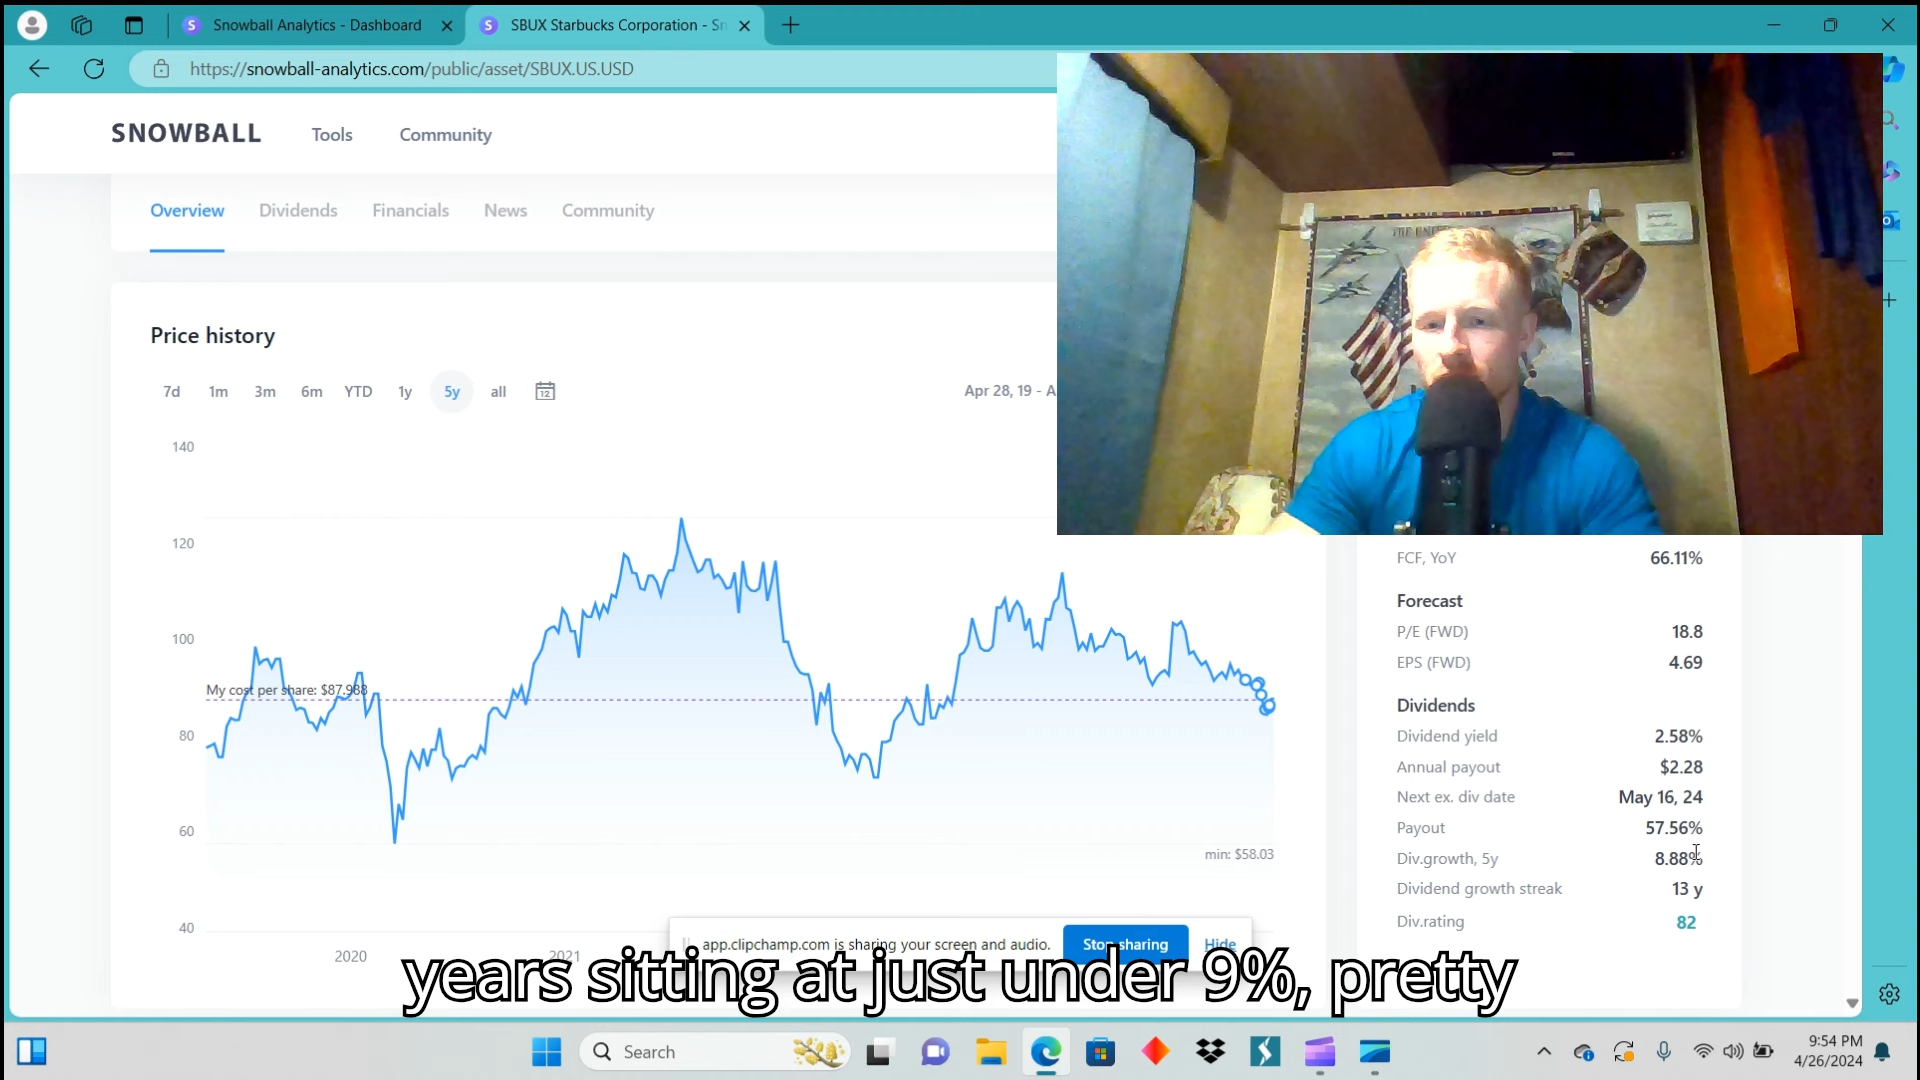 Snowball Analytics - Dashboard
SBUX Starbucks Corporation - Sn
https://snowball-analytics.com/public/asset/SBUX.US.USD
SNOWBALL
Tools
Community
Overview
Dividends
Financials
News
Community
Price history
7d 1m 3m 6m YTD 1y 5y all
Apr 28, 19 - A
THE UNITED
140
120
100
80
60
40
My cost per share: $87.988
min: $58.03
2020
2021
FCF, YoY 66.11%
Forecast
P/E (FWD) 18.8
EPS (FWD) 4.69
Dividends
Dividend yield 2.58%
Annual payout $2.28
Next ex. div date May 16, 24
Payout 57.56%
Div.growth, 5y 8.88%
Dividend growth streak 13 y
Div.rating 82
app.clipchamp.com is sharing your screen and audio.
Stop sharing
Hide
years sitting at just under 9%, pretty
Search
9:54 PM
4/26/2024